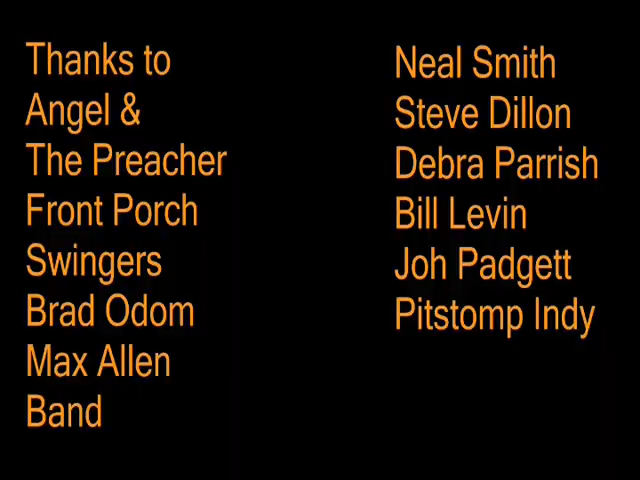 Thanks to
Angel &
The Preacher
Front Porch
Swingers
Brad Odom
Max Allen
Band
Neal Smith
Steve Dillon
Debra Parrish
Bill Levin
Joh Padgett
Pitstomp Indy